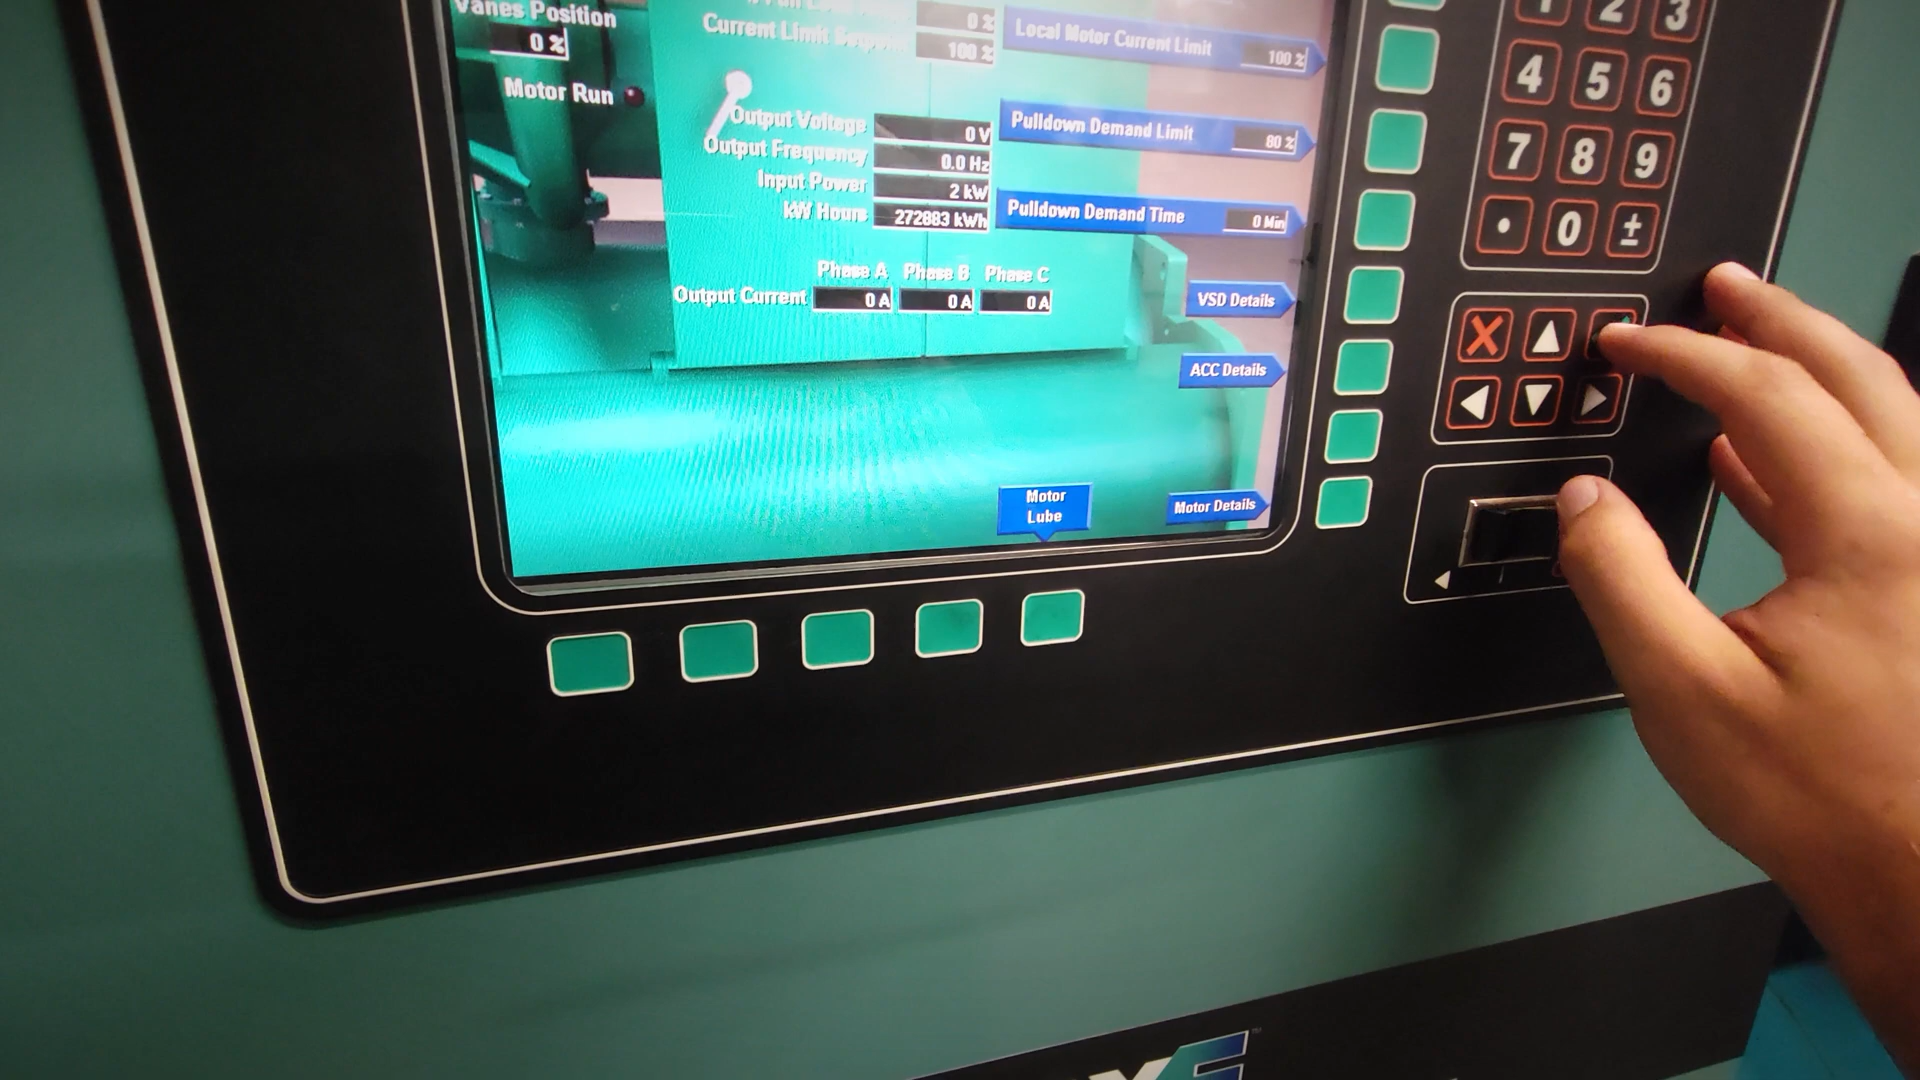 Vanes Position
0 %
Motor Run
0 %
Current Limit Setpoint
100 %
Output Voltage
0 V
Output Frequency
0.0 Hz
Input Power
2 kW
kW Hours
272883 kWh
Phase A Phase B Phase C
Output Current 0 A 0 A 0 A
Local Motor Current Limit 100 %
Pulldown Demand Limit 80 %
Pulldown Demand Time 0 Min
VSD Details
ACC Details
Motor Details
Motor
Lube
1 2 3
4 5 6
7 8 9
. 0 ±